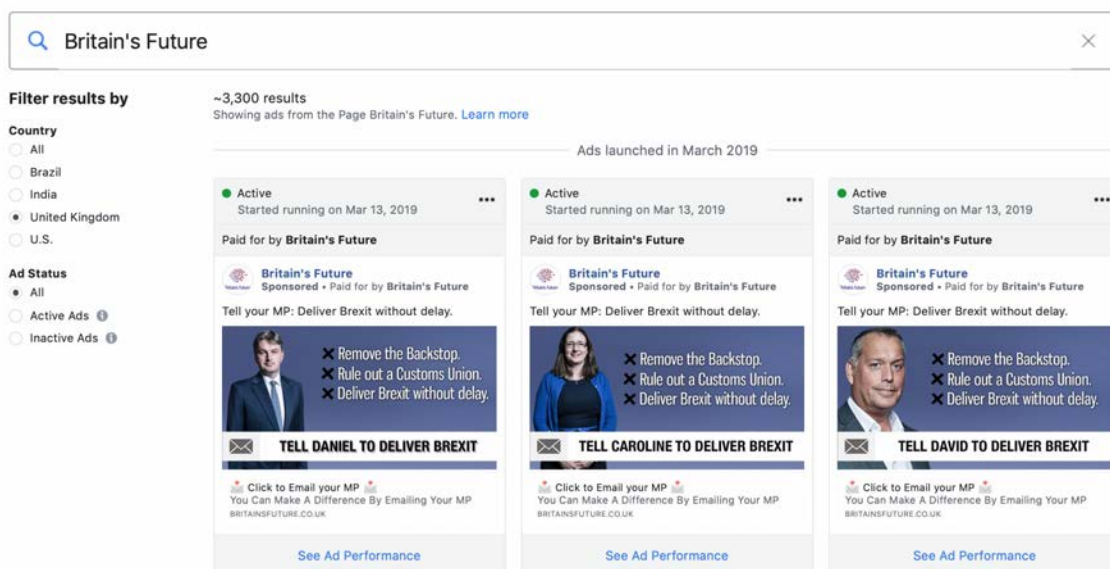 Britain's Future
Filter results by
Country
All
Brazil
India
United Kingdom
U.S.
Ad Status
All
Active Ads
Inactive Ads
~3,300 results
Showing ads from the Page Britain's Future. Learn more
Ads launched in March 2019
Active
Started running on Mar 13, 2019
Paid for by Britain's Future
Britain's Future
Sponsored • Paid for by Britain's Future
Tell your MP: Deliver Brexit without delay.
Remove the Backstop.
Rule out a Customs Union.
Deliver Brexit without delay.
TELL DANIEL TO DELIVER BREXIT
Click to Email your MP
You Can Make A Difference By Emailing Your MP
BRITAINSFUTURE.CO.UK
See Ad Performance
Active
Started running on Mar 13, 2019
Paid for by Britain's Future
Britain's Future
Sponsored • Paid for by Britain's Future
Tell your MP: Deliver Brexit without delay.
Remove the Backstop.
Rule out a Customs Union.
Deliver Brexit without delay.
TELL CAROLINE TO DELIVER BREXIT
Click to Email your MP
You Can Make A Difference By Emailing Your MP
BRITAINSFUTURE.CO.UK
See Ad Performance
Active
Started running on Mar 13, 2019
Paid for by Britain's Future
Britain's Future
Sponsored • Paid for by Britain's Future
Tell your MP: Deliver Brexit without delay.
Remove the Backstop.
Rule out a Customs Union.
Deliver Brexit without delay.
TELL DAVID TO DELIVER BREXIT
Click to Email your MP
You Can Make A Difference By Emailing Your MP
BRITAINSFUTURE.CO.UK
See Ad Performance